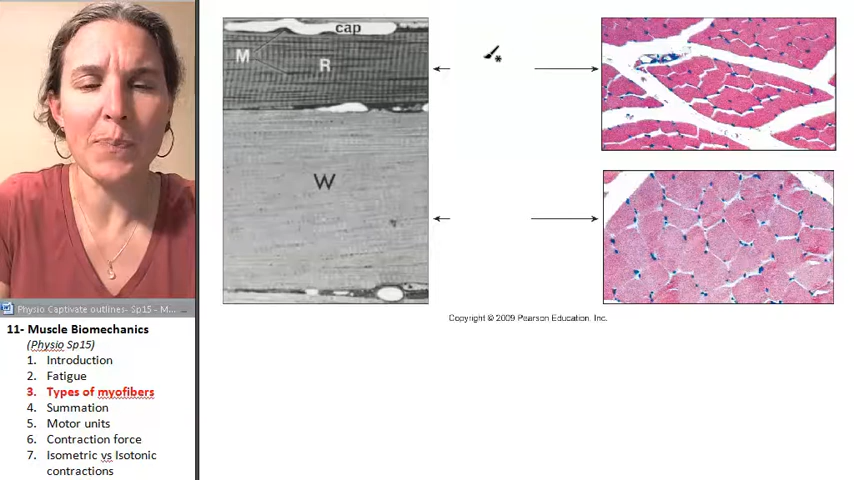 cap
M
R
W
Copyright © 2009 Pearson Education, Inc.
Physio Captivate outlines- Sp15 - M...
11- Muscle Biomechanics
(Physio Sp15)
1. Introduction
2. Fatigue
3. Types of myofibers
4. Summation
5. Motor units
6. Contraction force
7. Isometric vs Isotonic
contractions